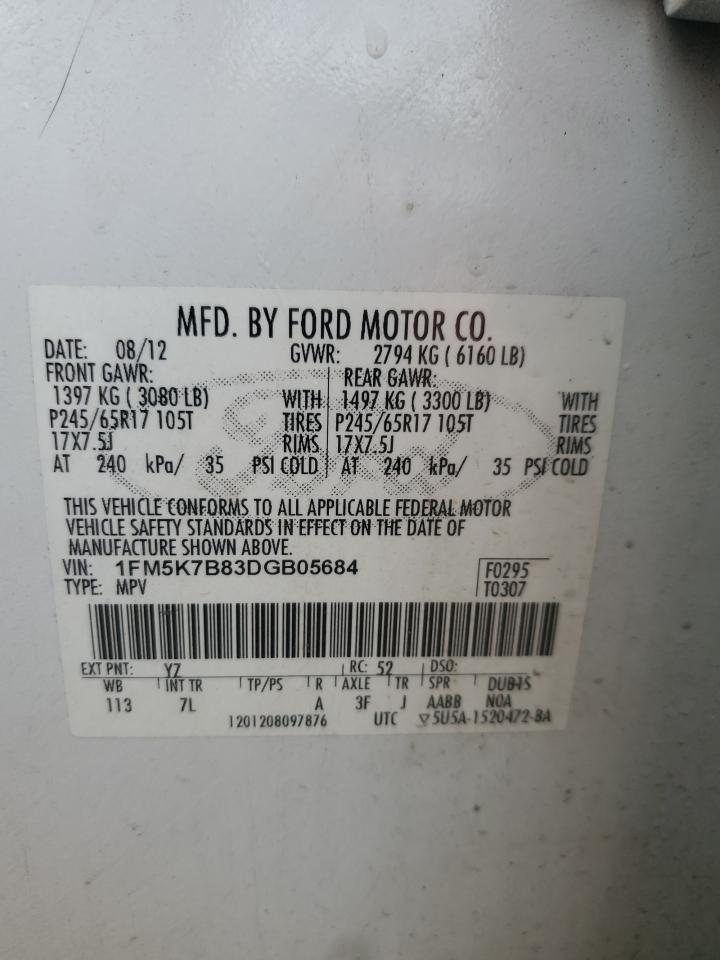 MFD. BY FORD MOTOR CO.
DATE: 08/12 GVWR: 2794 KG ( 6160 LB)
FRONT GAWR: REAR GAWR:
1397 KG ( 3080 LB) WITH 1497 KG ( 3300 LB) WITH
P245/65R17 105T TIRES P245/65R17 105T TIRES
17X7.5J RIMS 17X7.5J RIMS
AT 240 kPa/ 35 PSI COLD AT 240 kPa/ 35 PSI COLD
THIS VEHICLE CONFORMS TO ALL APPLICABLE FEDERAL MOTOR
VEHICLE SAFETY STANDARDS IN EFFECT ON THE DATE OF
MANUFACTURE SHOWN ABOVE.
VIN: 1FM5K7B83DGB05684 F0295
TYPE: MPV T0307
EXT PNT: YZ RC: 52 DSO:
WB INT TR TP/PS R AXLE TR SPR
113 7L A 3F J AABB N0A
1201208097876 UTC 5U5A-1520472-BA